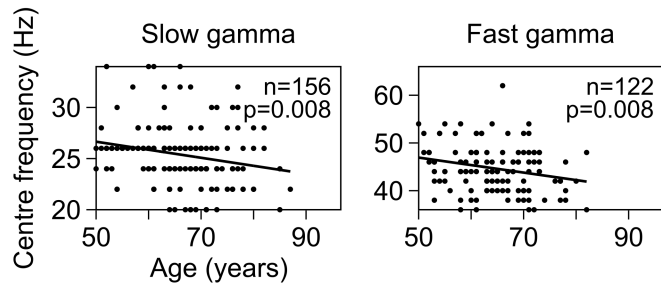 Slow gamma
Fast gamma
Centre frequency (Hz)
n=156
p=0.008
30
25
20
50
70
90
Age (years)
n=122
p=0.008
60
50
40
50
70
90